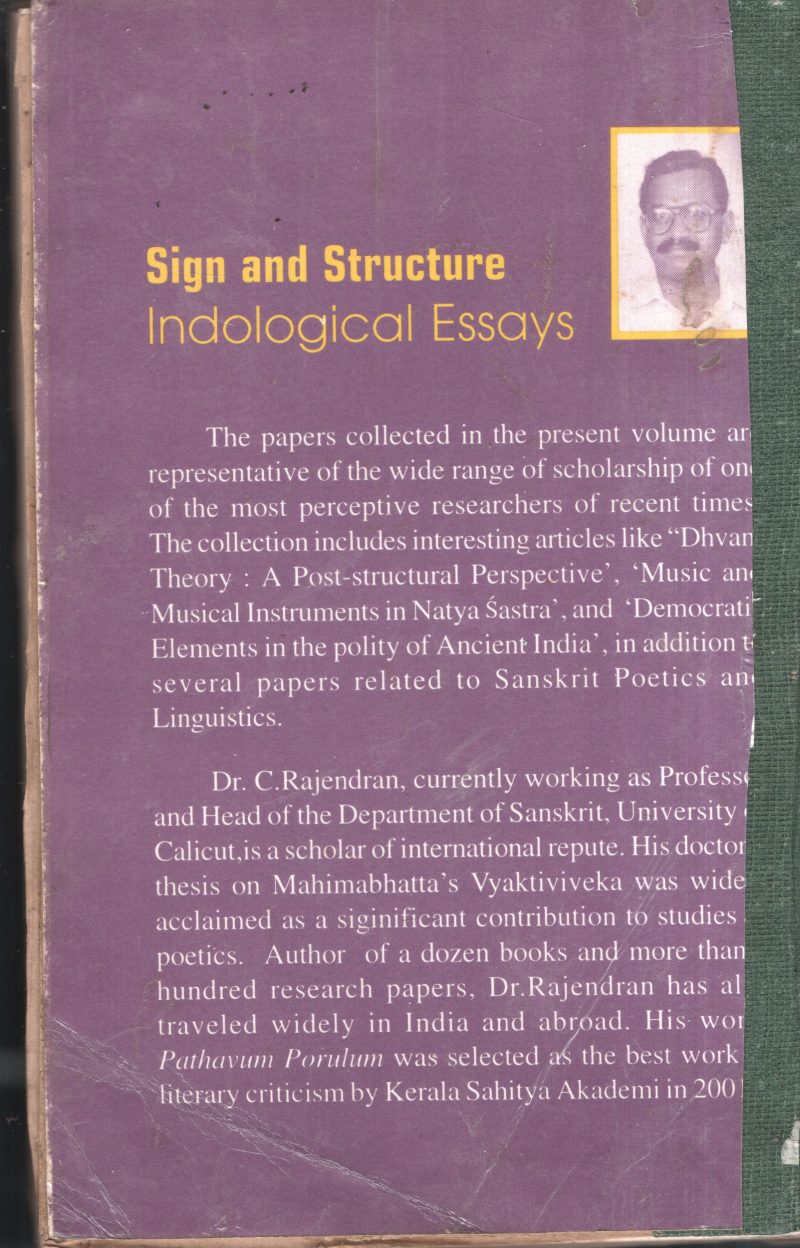 Sign and Structure
Indological Essays
The papers collected in the present volume ar
representative of the wide range of scholarship of on
of the most perceptive researchers of recent times
The collection includes interesting articles like “Dhvan
Theory : A Post-structural Perspective’, ‘Music an
Musical Instruments in Natya Śastra’, and ‘Democrati
Elements in the polity of Ancient India’, in addition t
several papers related to Sanskrit Poetics an
Linguistics.
Dr. C.Rajendran, currently working as Profess
and Head of the Department of Sanskrit, University
Calicut,is a scholar of international repute. His doctor
thesis on Mahimabhatta’s Vyaktiviveka was wide
acclaimed as a siginificant contribution to studies
poetics. Author of a dozen books and more than
hundred research papers, Dr.Rajendran has al
traveled widely in India and abroad. His wor
Pathavum Porulum was selected as the best work
literary criticism by Kerala Sahitya Akademi in 200